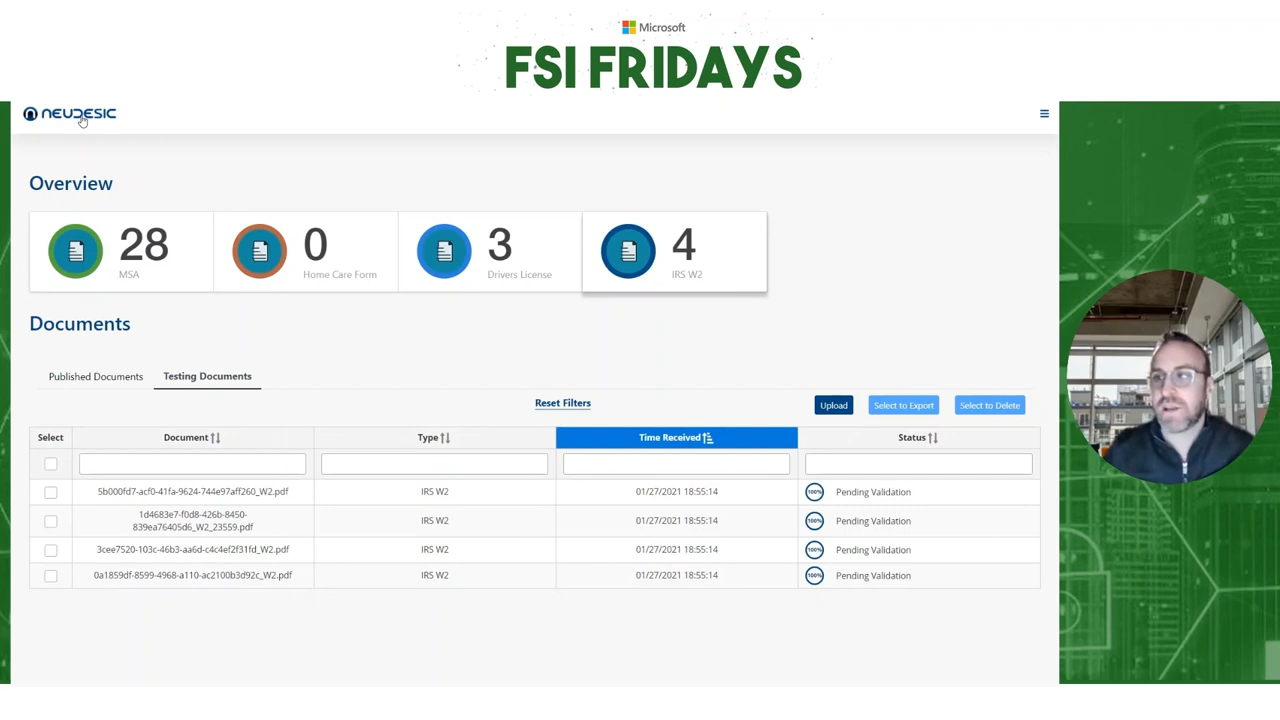 Microsoft
FSI FRIDAYS
NEUDESIC
Overview
28
MSA
0
Home Care Form
3
Drivers License
4
IRS W2
Documents
Published Documents
Testing Documents
Reset Filters
Upload
Select to Export
Select to Delete
Select
Document
Type
Time Received
Status
5b000fd7-acf0-41fa-9624-744e97aff260_W2.pdf
IRS W2
01/27/2021 18:55:14
100%
Pending Validation
1d4683e7-f0d8-426b-8450-
839ea76405d6_W2_23559.pdf
IRS W2
01/27/2021 18:55:14
100%
Pending Validation
3cee7520-103c-46b3-aa6d-c4c4ef2f31fd_W2.pdf
IRS W2
01/27/2021 18:55:14
100%
Pending Validation
0a1859df-8599-4968-a110-ac2100b3d92c_W2.pdf
IRS W2
01/27/2021 18:55:14
100%
Pending Validation